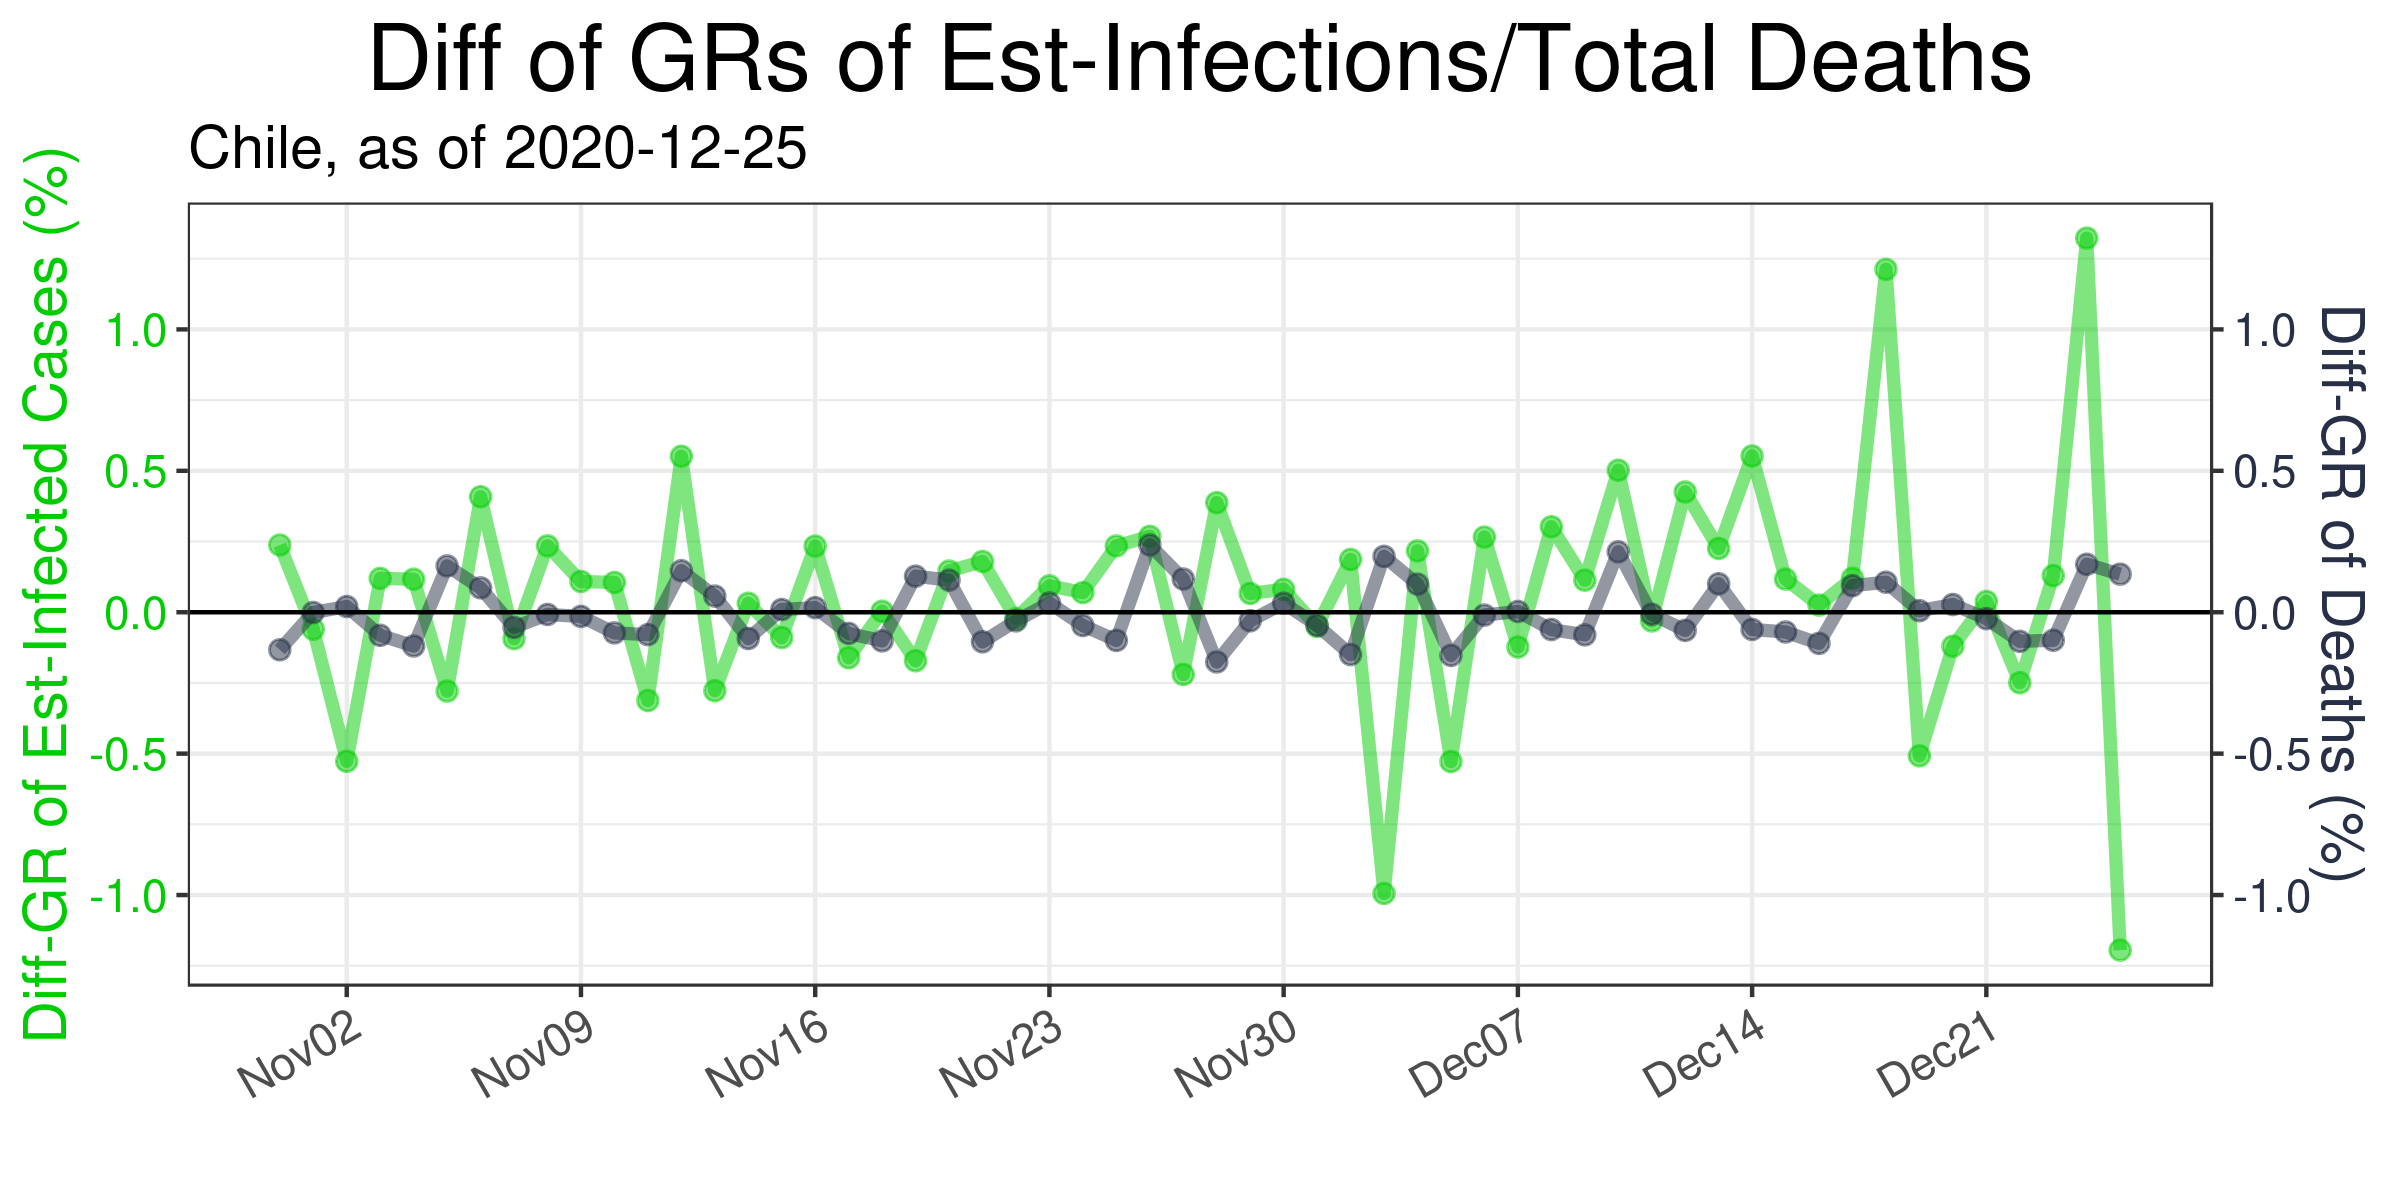 Diff of GRs of Est-Infections/Total Deaths
Chile, as of 2020-12-25
Diff-GR of Est-Infected Cases (%)
1.0
0.5
0.0
-0.5
-1.0
1.0
0.5
0.0
-0.5
-1.0
Diff-GR of Deaths (%)
Nov02
Nov09
Nov16
Nov23
Nov30
Dec07
Dec14
Dec21